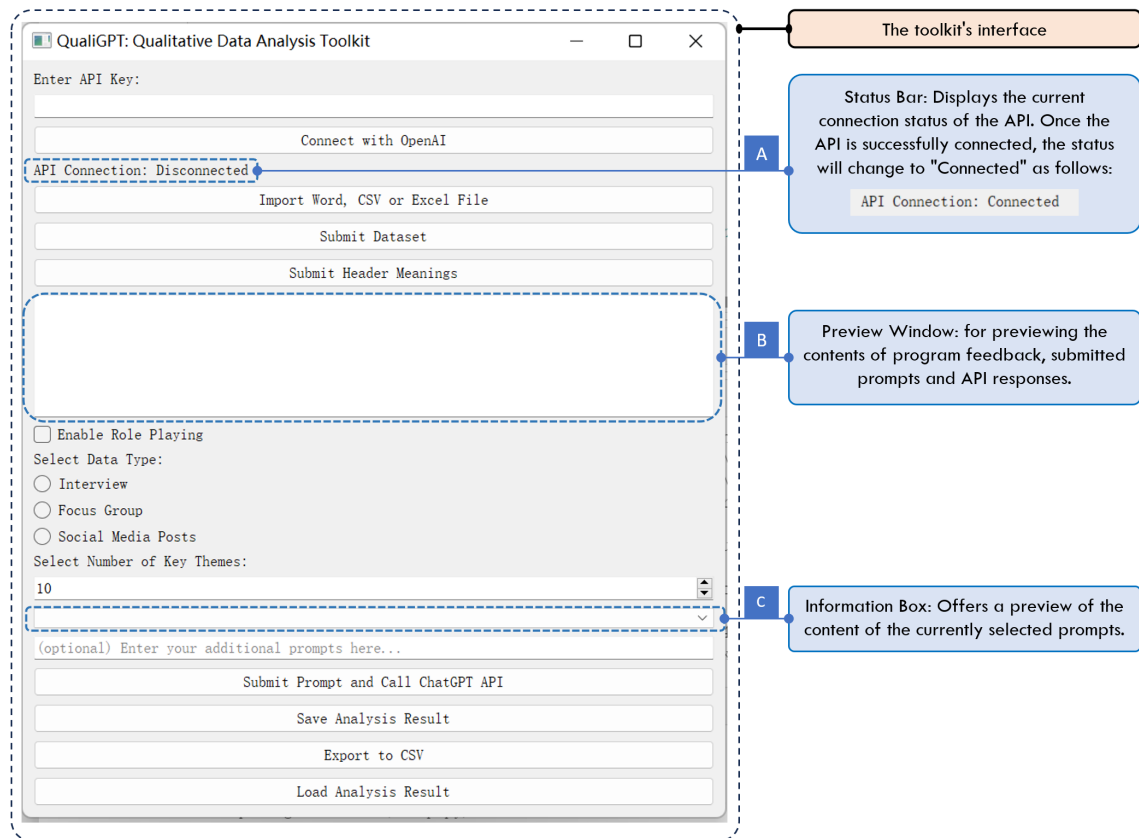 QualiGPT: Qualitative Data Analysis Toolkit
Enter API Key:
Connect with OpenAI
API Connection: Disconnected
Import Word, CSV or Excel File
Submit Dataset
Submit Header Meanings
Enable Role Playing
Select Data Type:
Interview
Focus Group
Social Media Posts
Select Number of Key Themes:
10
(optional) Enter your additional prompts here...
Submit Prompt and Call ChatGPT API
Save Analysis Result
Export to CSV
Load Analysis Result
The toolkit's interface
A
Status Bar: Displays the current
connection status of the API. Once the
API is successfully connected, the status
will change to "Connected" as follows:
API Connection: Connected
B
Preview Window: for previewing the
contents of program feedback, submitted
prompts and API responses.
C
Information Box: Offers a preview of the
content of the currently selected prompts.